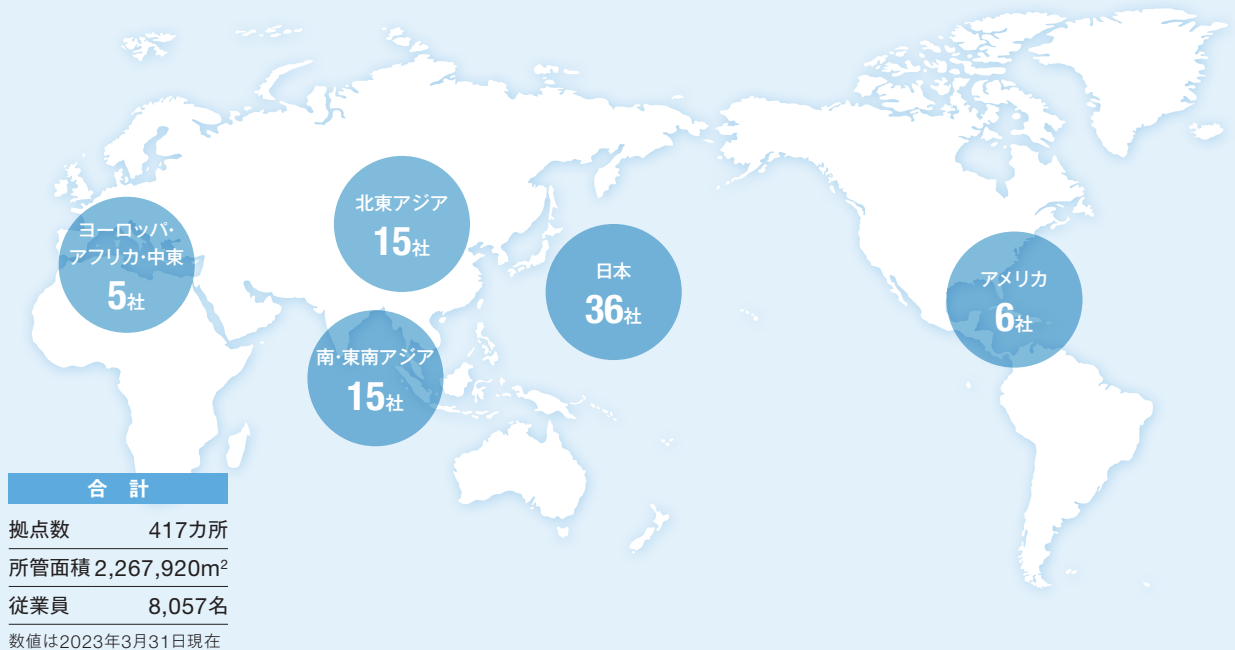 ヨーロッパ・
アフリカ・中東
5社
北東アジア
15社
南・東南アジア
15社
日本
36社
アメリカ
6社
合 計
拠点数 417カ所
所管面積 2,267,920m²
従業員 8,057名
数値は2023年3月31日現在